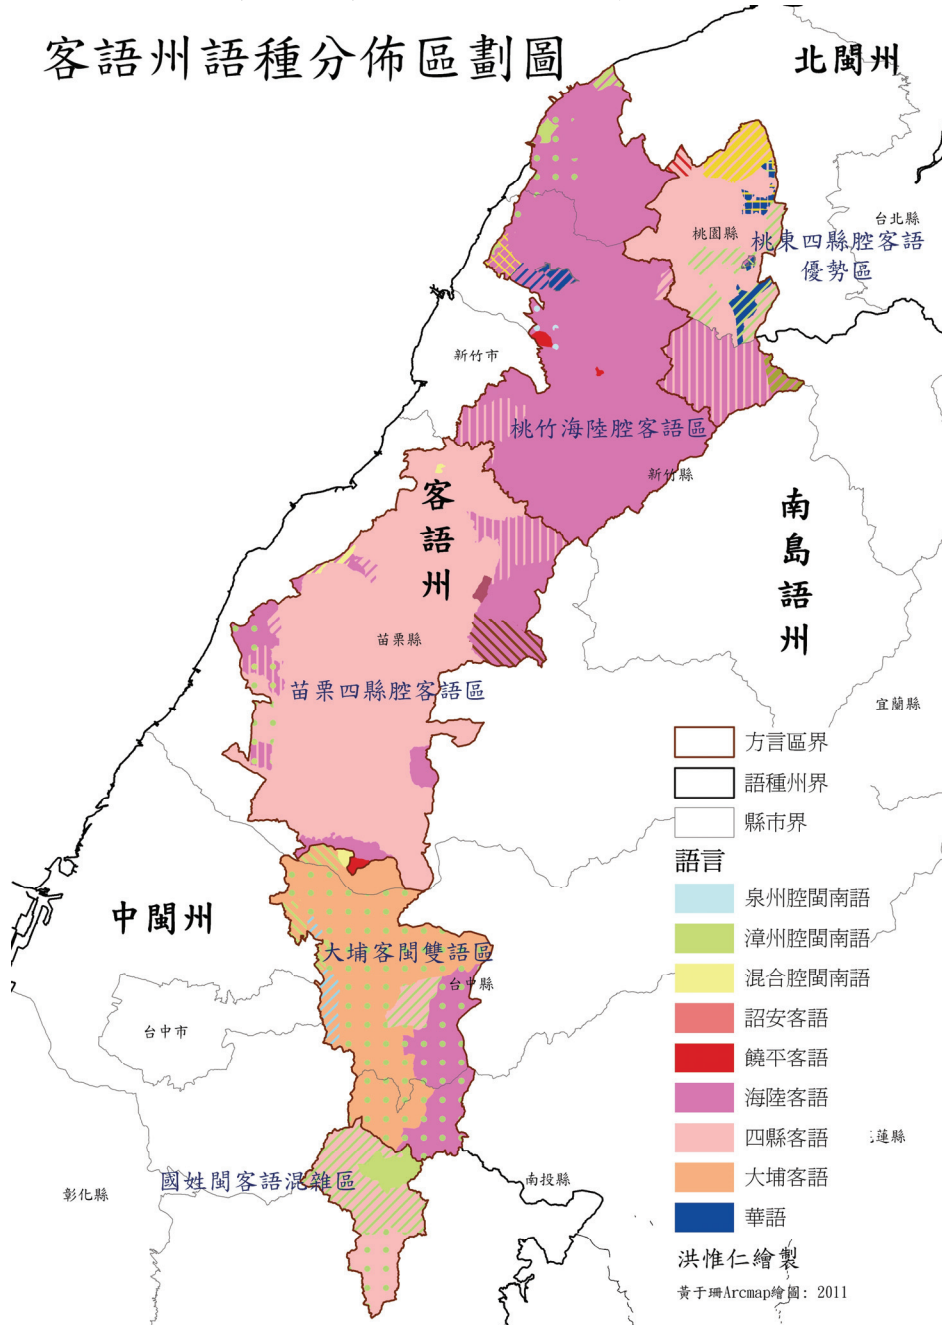 客語州語種分佈區劃圖
北閩州
台北縣
桃園縣
桃東四縣腔客語
優勢區
新竹市
桃竹海陸腔客語區
新竹縣
客語州
南島語州
苗栗縣
苗栗四縣腔客語區
宜蘭縣
方言區界
語種州界
縣市界
語言
泉州腔閩南語
漳州腔閩南語
混合腔閩南語
詔安客語
饒平客語
海陸客語
四縣客語
大埔客語
華語
中閩州
大埔客閩雙語區
台中縣
台中市
蓮縣
國姓閩客語混雜區
南投縣
彰化縣
洪惟仁繪製
黃于珊Arcmap繪圖: 2011